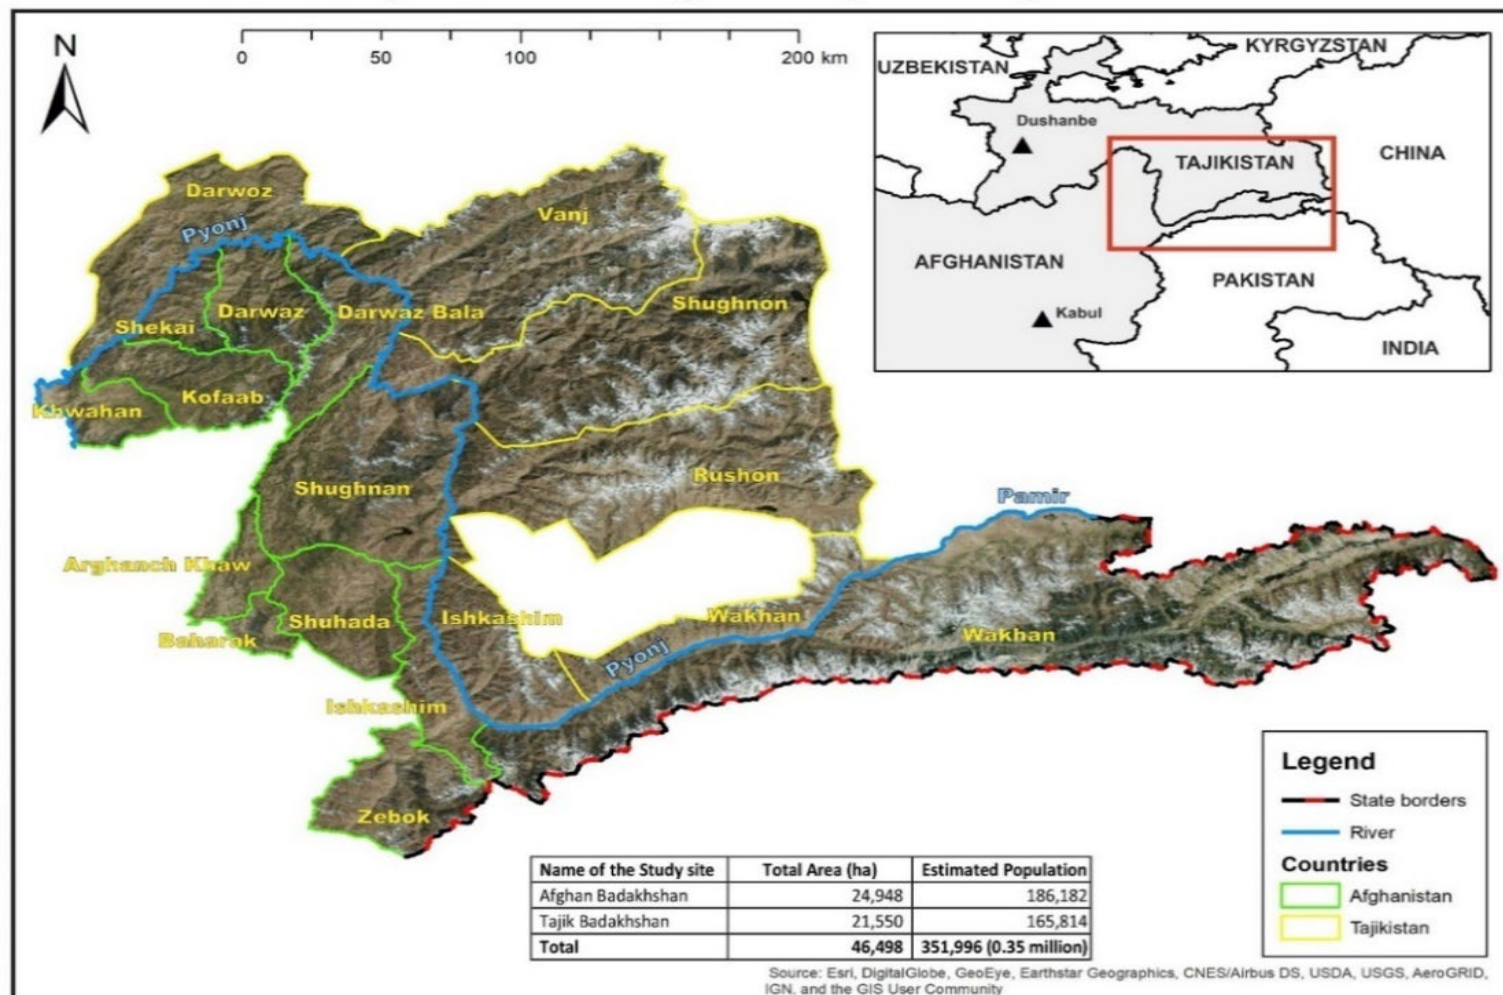 N
0 50 100 200 km
UZBEKISTAN
KYRGYZSTAN
Dushanbe
TAJIKISTAN
CHINA
AFGHANISTAN
PAKISTAN
Kabul
INDIA
Darwoz
Pyonj
Vanj
Darwaz
Darwaz Bala
Shughnon
Shekai
Kofaab
Khwahan
Shughnan
Rushon
Pamir
Arghanch Khaw
Baharak
Shuhada
Ishkashim
Wakhan
Wakhan
Pyonj
Ishkashim
Zebok
Legend
State borders
River
Countries
Afghanistan
Tajikistan
Name of the Study site Total Area (ha) Estimated Population
Afghan Badakhshan 24,948 186,182
Tajik Badakhshan 21,550 165,814
Total 46,498 351,996 (0.35 million)
Source: Esri, DigitalGlobe, GeoEye, Earthstar Geographics, CNES/Airbus DS, USDA, USGS, AeroGRID,
IGN, and the GIS User Community